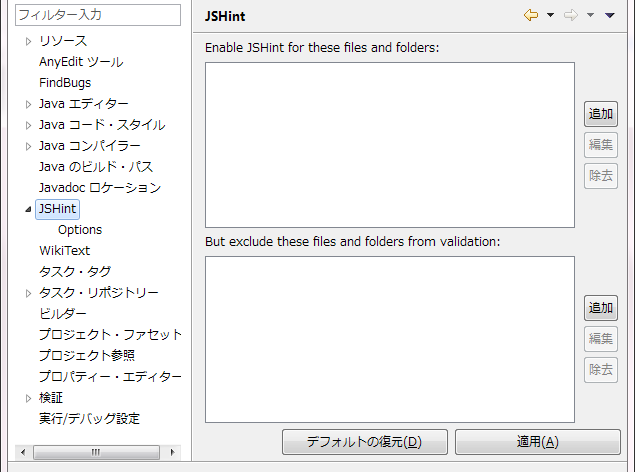 フィルター入力
リソース
AnyEdit ツール
FindBugs
Java エディター
Java コード・スタイル
Java コンパイラー
Java のビルド・パス
Javadoc ロケーション
JSHint
Options
WikiText
タスク・タグ
タスク・リポジトリー
ビルダー
プロジェクト・ファセット
プロジェクト参照
プロパティー・エディター
検証
実行/デバッグ設定
JSHint
Enable JSHint for these files and folders:
追加
編集
除去
But exclude these files and folders from validation:
追加
編集
除去
デフォルトの復元(D)
適用(A)